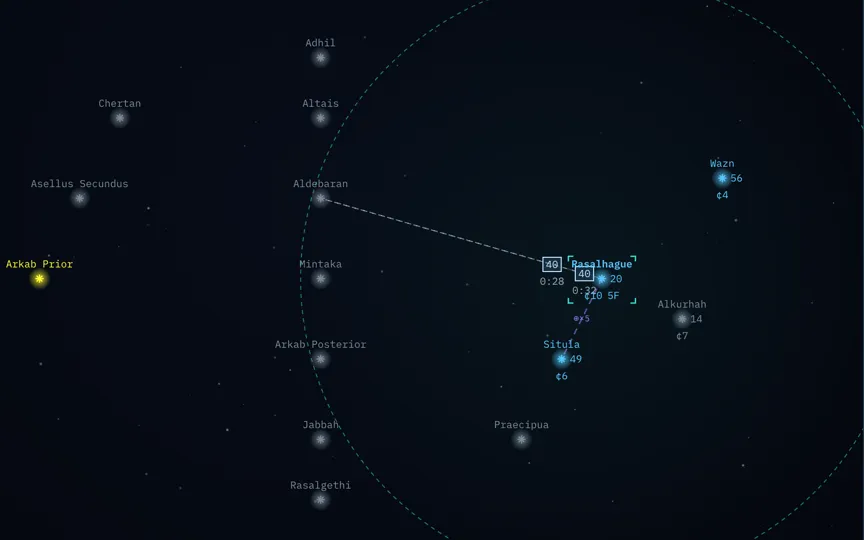 Adhil
Chertan
Altais
Wazn
56
¢4
Asellus Secundus
Aldebaran
Arkab Prior
Mintaka
40
0:28
Rasalhague
40
20
0:32
¢10 5F
Alkurhah
14
¢7
Arkab Posterior
Situla
49
¢6
Jabbah
Praecipua
Rasalgethi